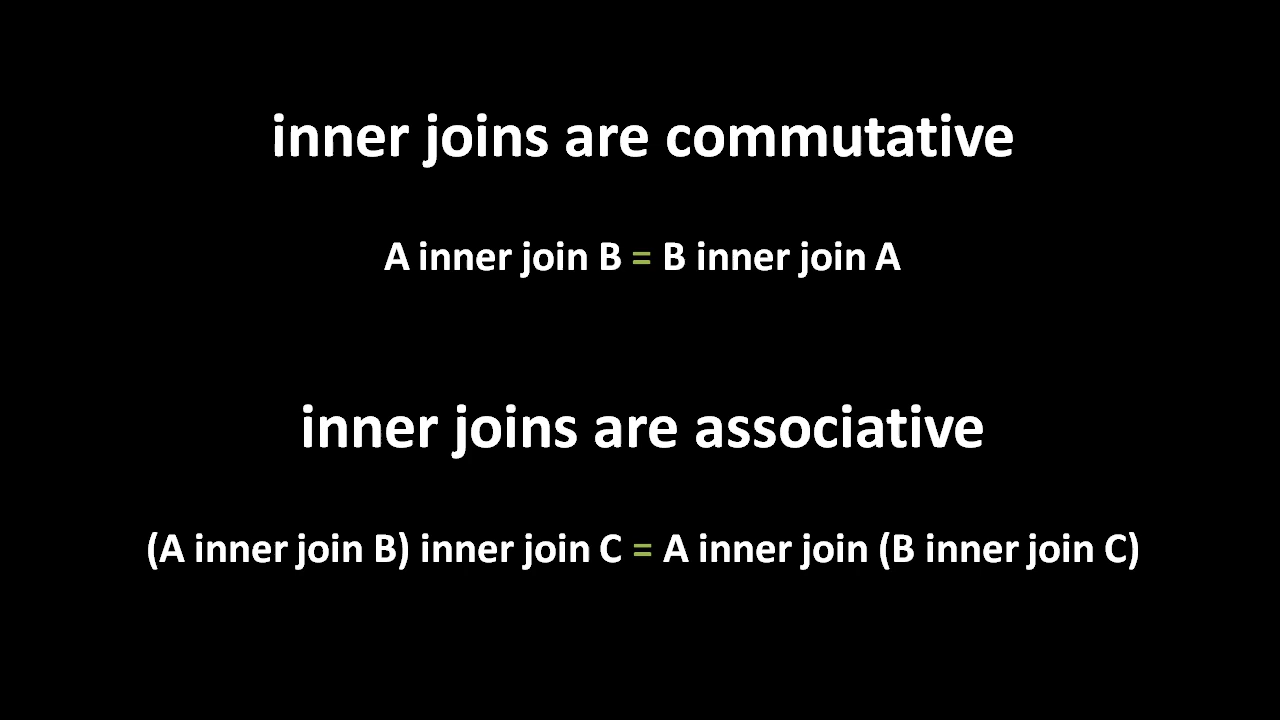 inner joins are commutative
A inner join B = B inner join A
inner joins are associative
(A inner join B) inner join C = A inner join (B inner join C)